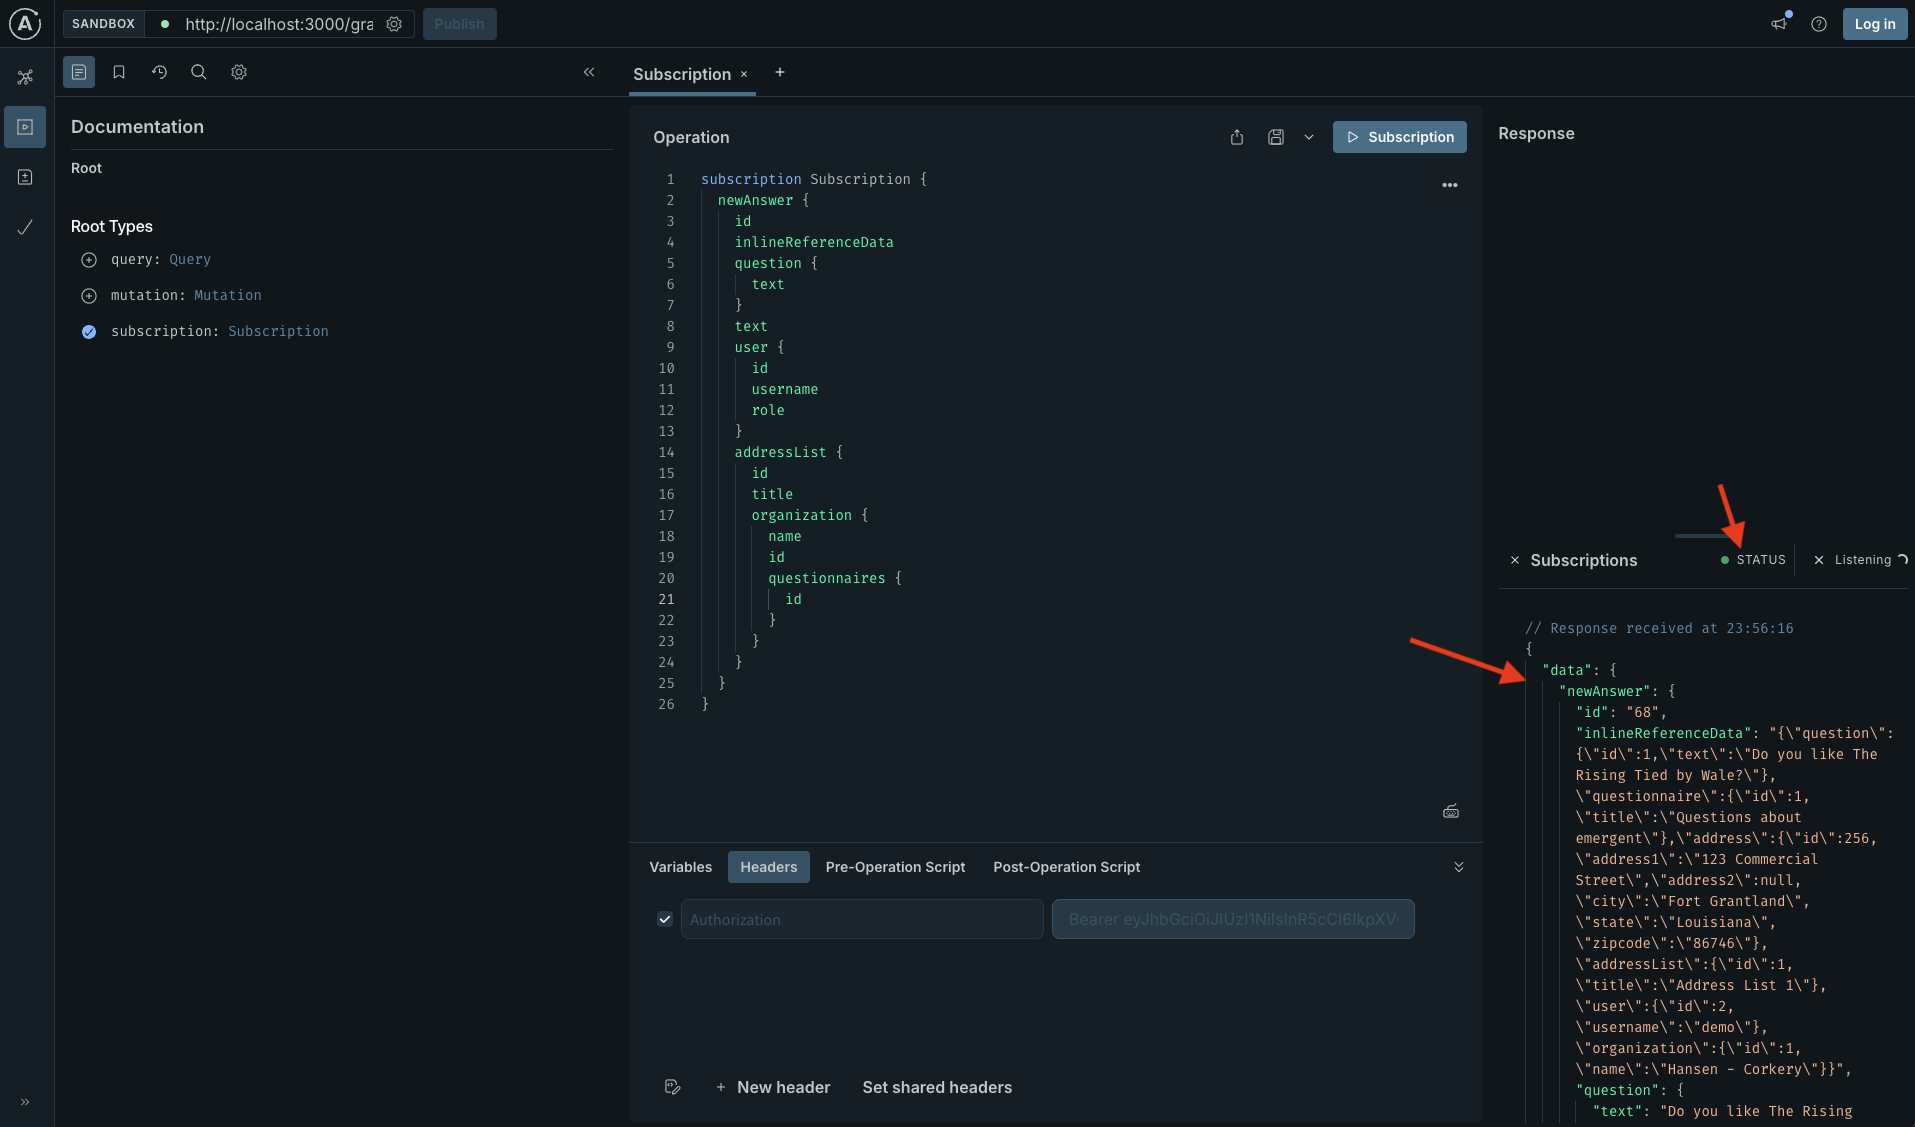 SANDBOX
http://localhost:3000/gra
Publish
Log in
Subscription
Documentation
Root
Root Types
query: Query
mutation: Mutation
subscription: Subscription
Operation
Subscription
1 subscription Subscription {
2 newAnswer {
3 id
4 inlineReferenceData
5 question {
6 text
7 }
8 text
9 user {
10 id
11 username
12 role
13 }
14 addressList {
15 id
16 title
17 organization {
18 name
19 id
20 questionnaires {
21 id
22 }
23 }
24 }
25 }
26 }
Variables
Headers
Pre-Operation Script
Post-Operation Script
Authorization
Bearer
New header
Set shared headers
Response
Subscriptions
STATUS
Listening
// Response received at 23:56:16
{
"data": {
"newAnswer": {
"id": "68",
"inlineReferenceData": "{\"question\":
{\"id\":1,\"text\":\"Do you like The
Rising Tied by Wale?\"},
\"questionnaire\":{\"id\":1,
\"title\":\"Questions about
emergent\"},\"address\":{\"id\":256,
\"address1\":\"123 Commercial
Street\",\"address2\":null,
\"city\":\"Fort Grantland\",
\"state\":\"Louisiana\",
\"zipcode\":\"86746\"},
\"addressList\":{\"id\":1,
\"title\":\"Address List 1\"},
\"user\":{\"id\":2,
\"username\":\"demo\"},
\"organization\":{\"id\":1,
\"name\":\"Hansen - Corkery\"}}",
"question": {
"text": "Do you like The Rising